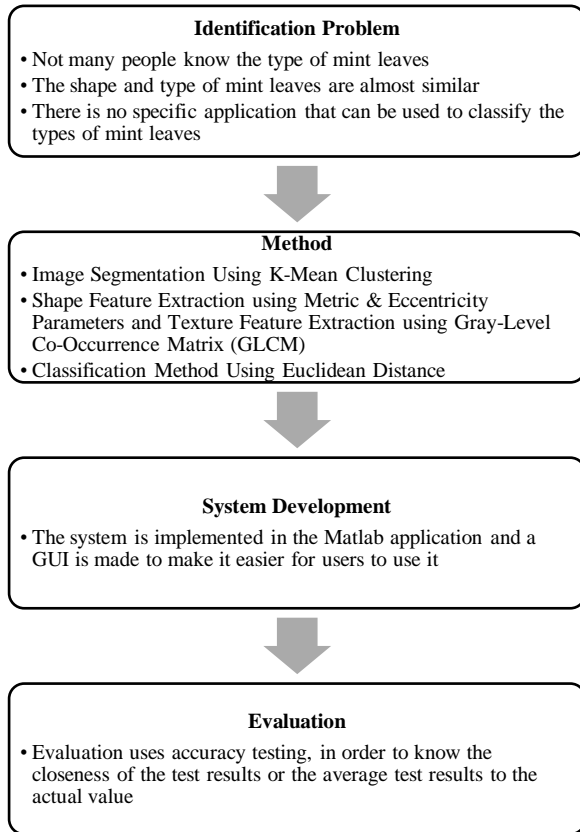 Identification Problem
• Not many people know the type of mint leaves
• The shape and type of mint leaves are almost similar
• There is no specific application that can be used to classify the
types of mint leaves
Method
• Image Segmentation Using K-Mean Clustering
• Shape Feature Extraction using Metric & Eccentricity
Parameters and Texture Feature Extraction using Gray-Level
Co-Occurrence Matrix (GLCM)
• Classification Method Using Euclidean Distance
System Development
• The system is implemented in the Matlab application and a
GUI is made to make it easier for users to use it
Evaluation
• Evaluation uses accuracy testing, in order to know the
closeness of the test results or the average test results to the
actual value